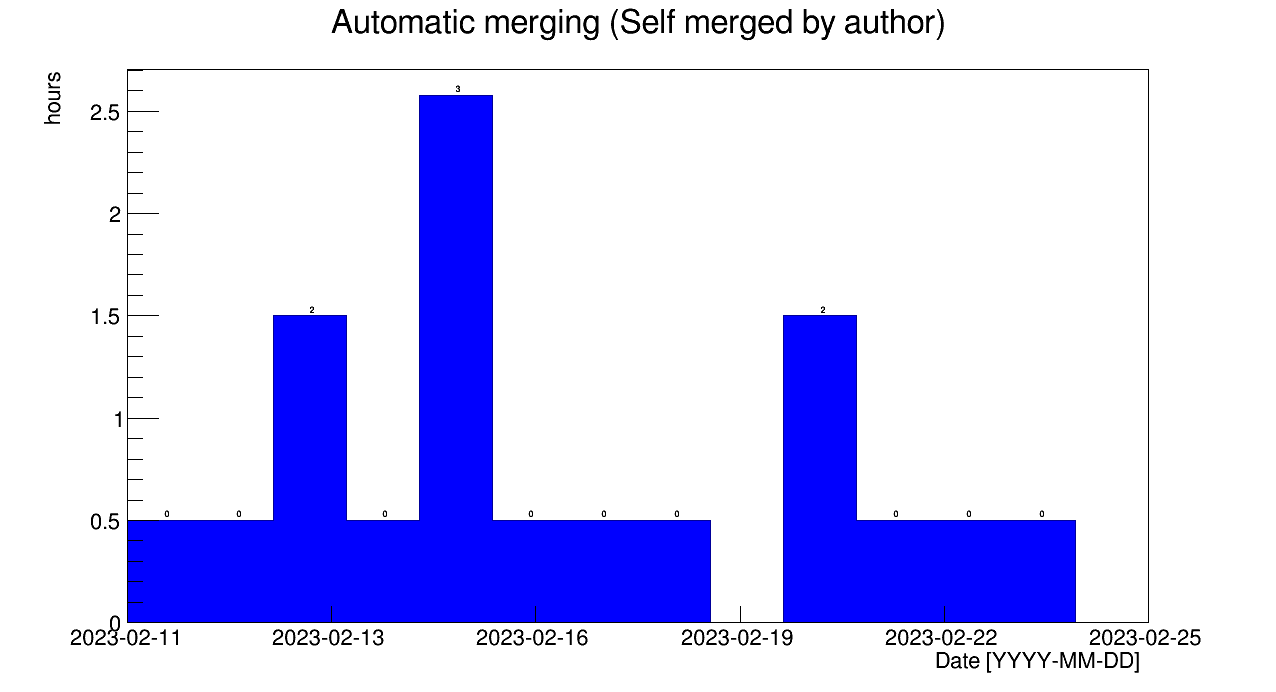 Automatic merging (Self merged by author)
hours
2.5
2
1.5
1
0.5
0
0 0 2 0 3 0 0 0 2 0 0 0
2023-02-11 2023-02-13 2023-02-16 2023-02-19 2023-02-22 2023-02-25
Date [YYYY-MM-DD]